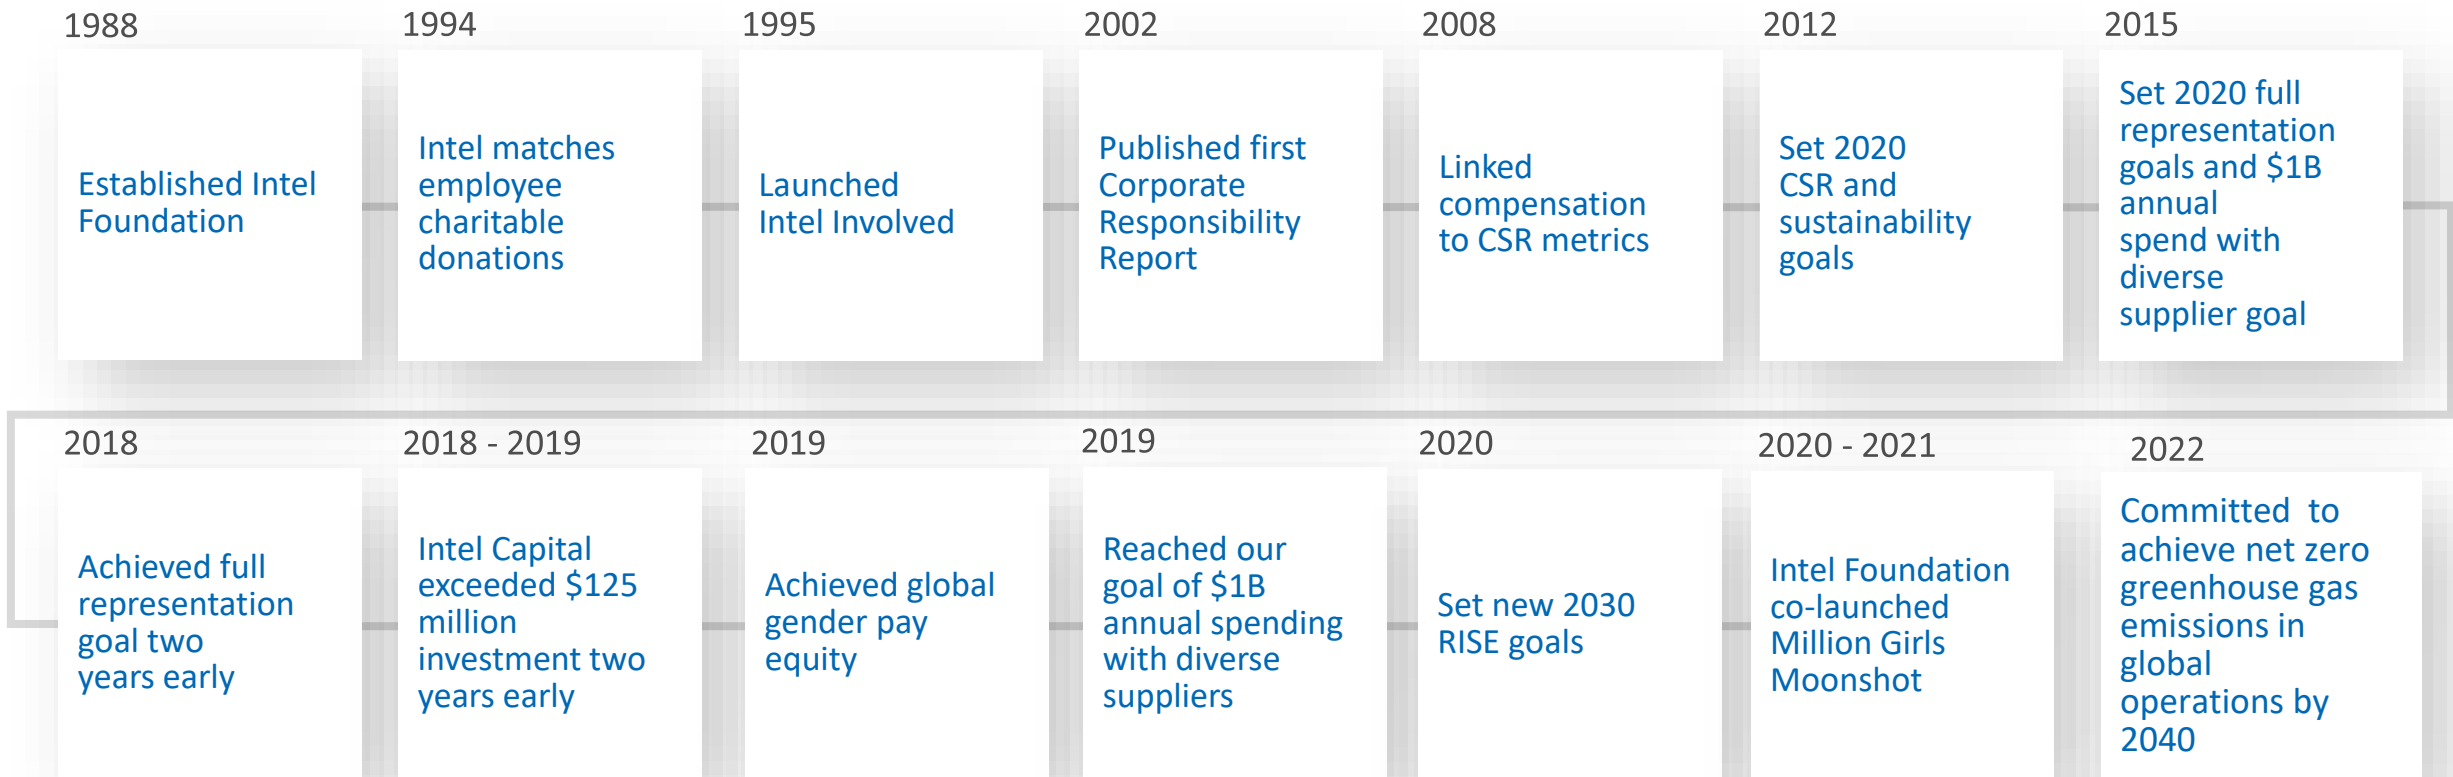 1988
Established Intel
Foundation
1994
Intel matches
employee
charitable
donations
1995
Launched
Intel Involved
2002
Published first
Corporate
Responsibility
Report
2008
Linked
compensation
to CSR metrics
2012
Set 2020
CSR and
sustainability
goals
2015
Set 2020 full
representation
goals and $1B
annual
spend with
diverse
supplier goal
2018
Achieved full
representation
goal two
years early
2018 - 2019
Intel Capital
exceeded $125
million
investment two
years early
2019
Achieved global
gender pay
equity
2019
Reached our
goal of $1B
annual spending
with diverse
suppliers
2020
Set new 2030
RISE goals
2020 - 2021
Intel Foundation
co-launched
Million Girls
Moonshot
2022
Committed to
achieve net zero
greenhouse gas
emissions in
global
operations by
2040